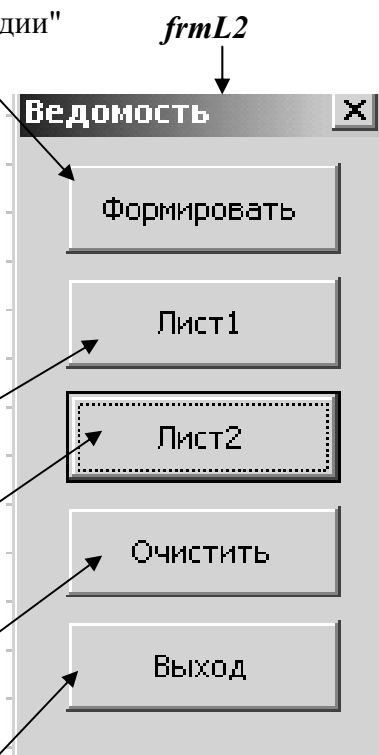 дии" frmL2
Ведомость
Формировать
Лист1
Лист2
Очистить
Выход